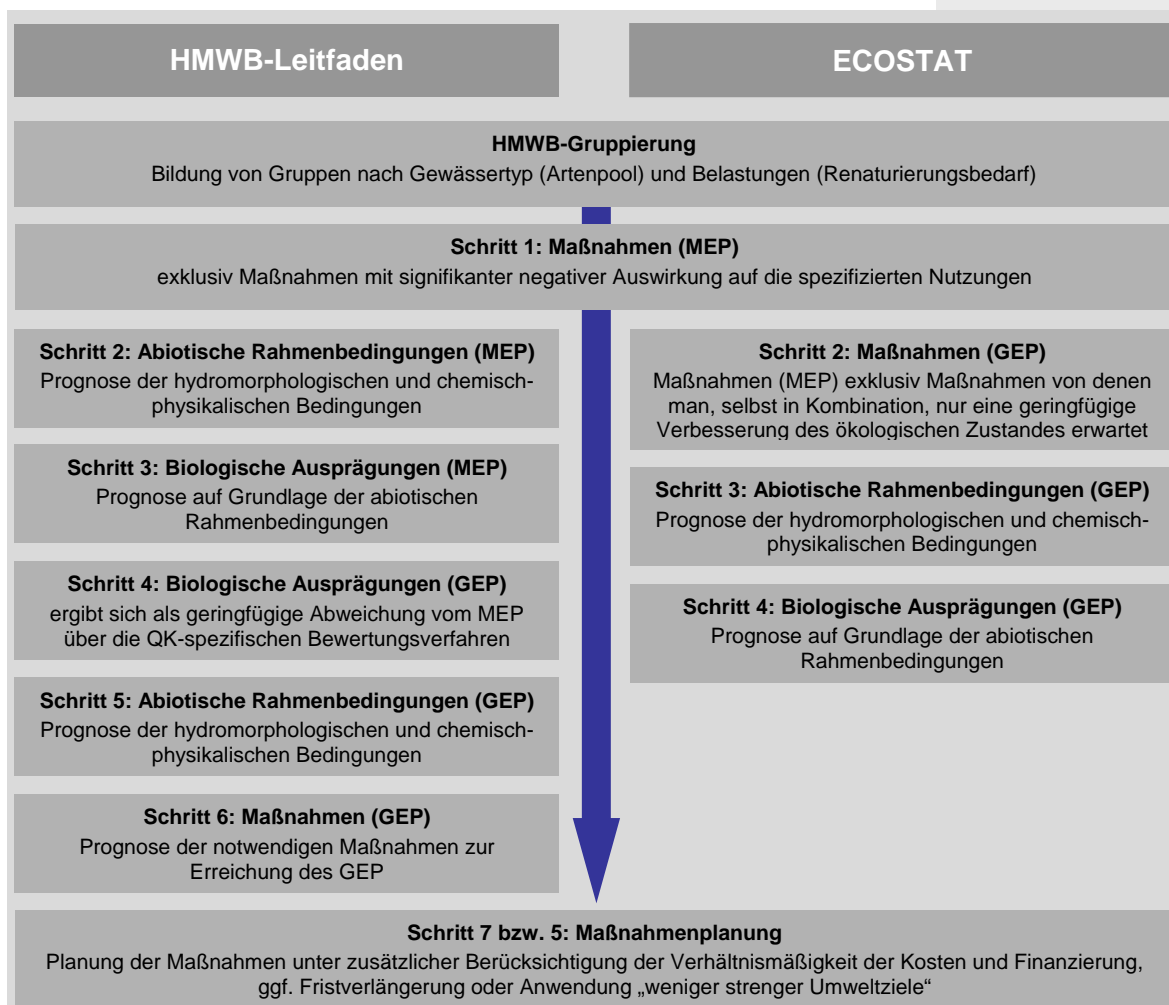 HMWB-Leitfaden
ECOSTAT
HMWB-Gruppierung
Bildung von Gruppen nach Gewässertyp (Artenpool) und Belastungen (Renaturierungsbedarf)
Schritt 1: Maßnahmen (MEP)
exklusiv Maßnahmen mit signifikanter negativer Auswirkung auf die spezifizierten Nutzungen
Schritt 2: Abiotische Rahmenbedingungen (MEP)
Prognose der hydromorphologischen und chemisch-
physikalischen Bedingungen
Schritt 3: Biologische Ausprägungen (MEP)
Prognose auf Grundlage der abiotischen
Rahmenbedingungen
Schritt 4: Biologische Ausprägungen (GEP)
ergibt sich als geringfügige Abweichung vom MEP
über die QK-spezifischen Bewertungsverfahren
Schritt 5: Abiotische Rahmenbedingungen (GEP)
Prognose der hydromorphologischen und chemisch-
physikalischen Bedingungen
Schritt 6: Maßnahmen (GEP)
Prognose der notwendigen Maßnahmen zur
Erreichung des GEP
Schritt 2: Maßnahmen (GEP)
Maßnahmen (MEP) exklusiv Maßnahmen von denen
man, selbst in Kombination, nur eine geringfügige
Verbesserung des ökologischen Zustandes erwartet
Schritt 3: Abiotische Rahmenbedingungen (GEP)
Prognose der hydromorphologischen und chemisch-
physikalischen Bedingungen
Schritt 4: Biologische Ausprägungen (GEP)
Prognose auf Grundlage der abiotischen
Rahmenbedingungen
Schritt 7 bzw. 5: Maßnahmenplanung
Planung der Maßnahmen unter zusätzlicher Berücksichtigung der Verhältnismäßigkeit der Kosten und Finanzierung,
ggf. Fristverlängerung oder Anwendung „weniger strenger Umweltziele“